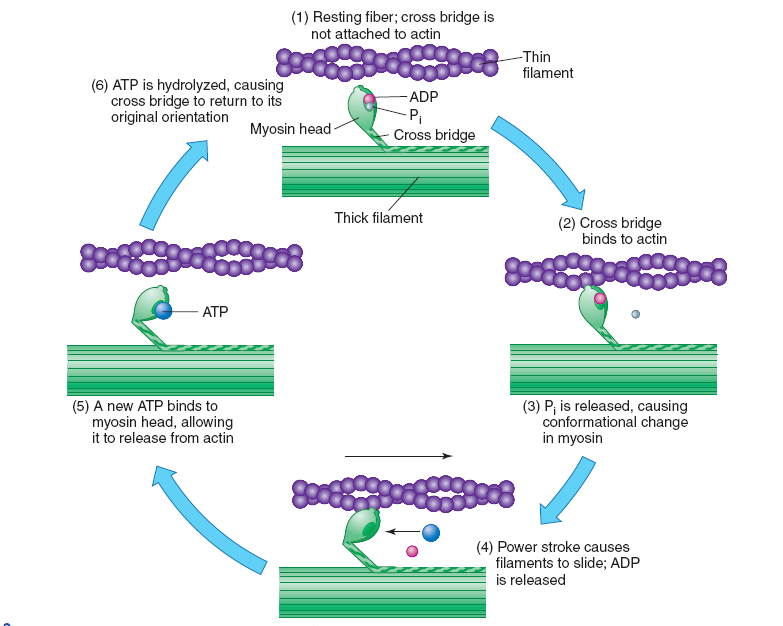 (1) Resting fiber; cross bridge is
not attached to actin
Thin
filament
ADP
Pi
Myosin head
Cross bridge
Thick filament
(2) Cross bridge
binds to actin
(3) Pi is released, causing
conformational change
in myosin
(4) Power stroke causes
filaments to slide; ADP
is released
(5) A new ATP binds to
myosin head, allowing
it to release from actin
ATP
(6) ATP is hydrolyzed, causing
cross bridge to return to its
original orientation